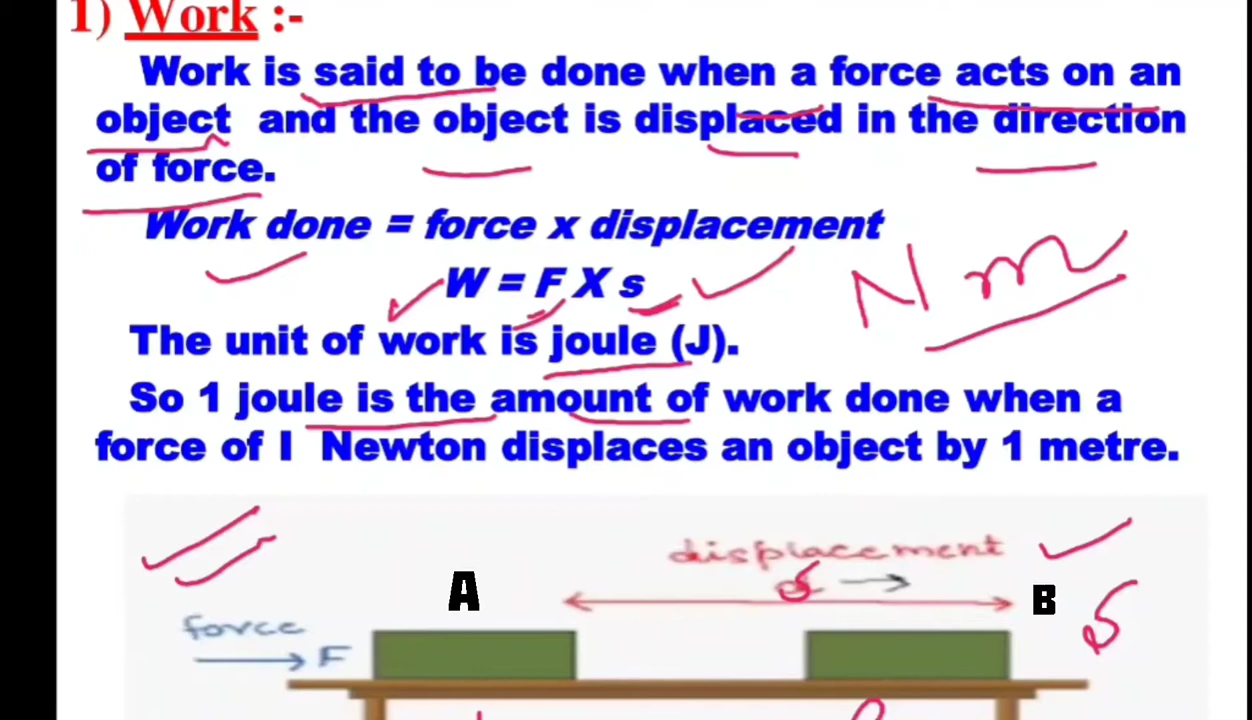 1) Work :-
Work is said to be done when a force acts on an
object and the object is displaced in the direction
of force.
Work done = force x displacement
W = F X s
N m
The unit of work is joule (J).
So 1 joule is the amount of work done when a
force of I Newton displaces an object by 1 metre.
displacement
A
B
s
force
F